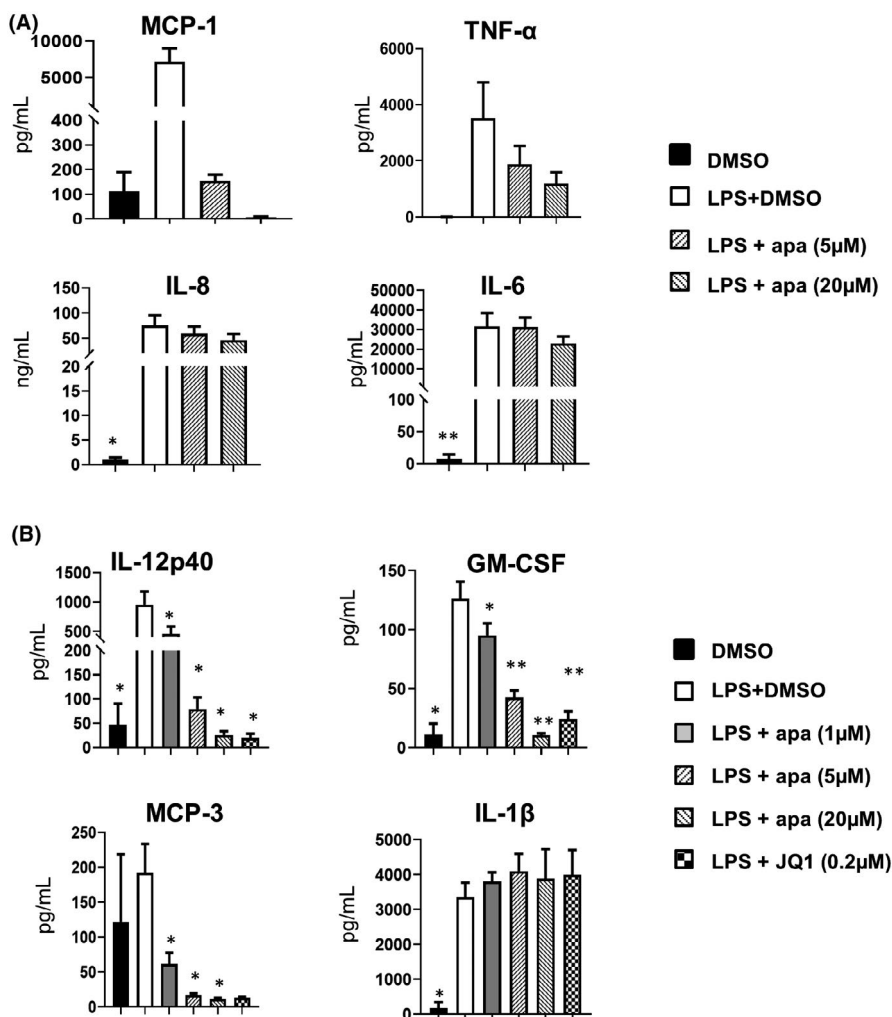 (A)
MCP-1
pg/mL
10000
5000
400
300
200
100
0
TNF-α
pg/mL
6000
4000
2000
0
DMSO
LPS+DMSO
LPS + apa (5µM)
LPS + apa (20µM)
IL-8
ng/mL
150
100
50
20
15
10
5
0
*
IL-6
pg/mL
50000
40000
30000
20000
10000
100
50
0
**
(B)
IL-12p40
pg/mL
1500
1000
500
200
150
100
50
0
* * * * *
GM-CSF
pg/mL
150
100
50
0
* * ** ** **
DMSO
LPS+DMSO
LPS + apa (1µM)
LPS + apa (5µM)
LPS + apa (20µM)
LPS + JQ1 (0.2µM)
MCP-3
pg/mL
250
200
150
100
50
0
* * *
IL-1β
pg/mL
5000
4000
3000
2000
1000
0
*